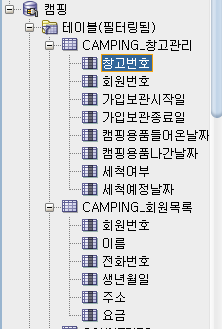 캠핑
테이블(필터링됨)
CAMPING_창고관리
창고번호
회원번호
가입보관시작일
가입보관종료일
캠핑용품들어온날짜
캠핑용품나간날짜
세척여부
세척예정날짜
CAMPING_회원목록
회원번호
이름
전화번호
생년월일
주소
요금